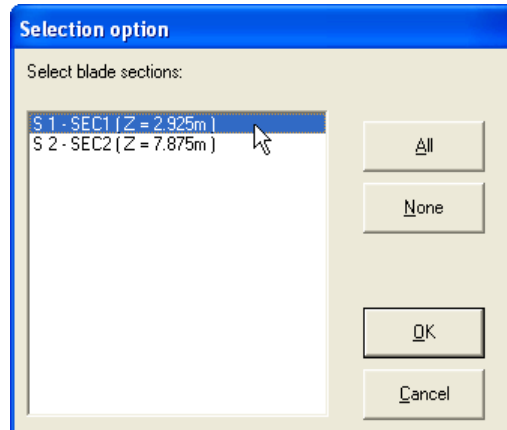 Selection option
Select blade sections:
S 1 - SEC1 ( Z = 2.925m )
S 2 - SEC2 ( Z = 7.875m )
All
None
OK
Cancel